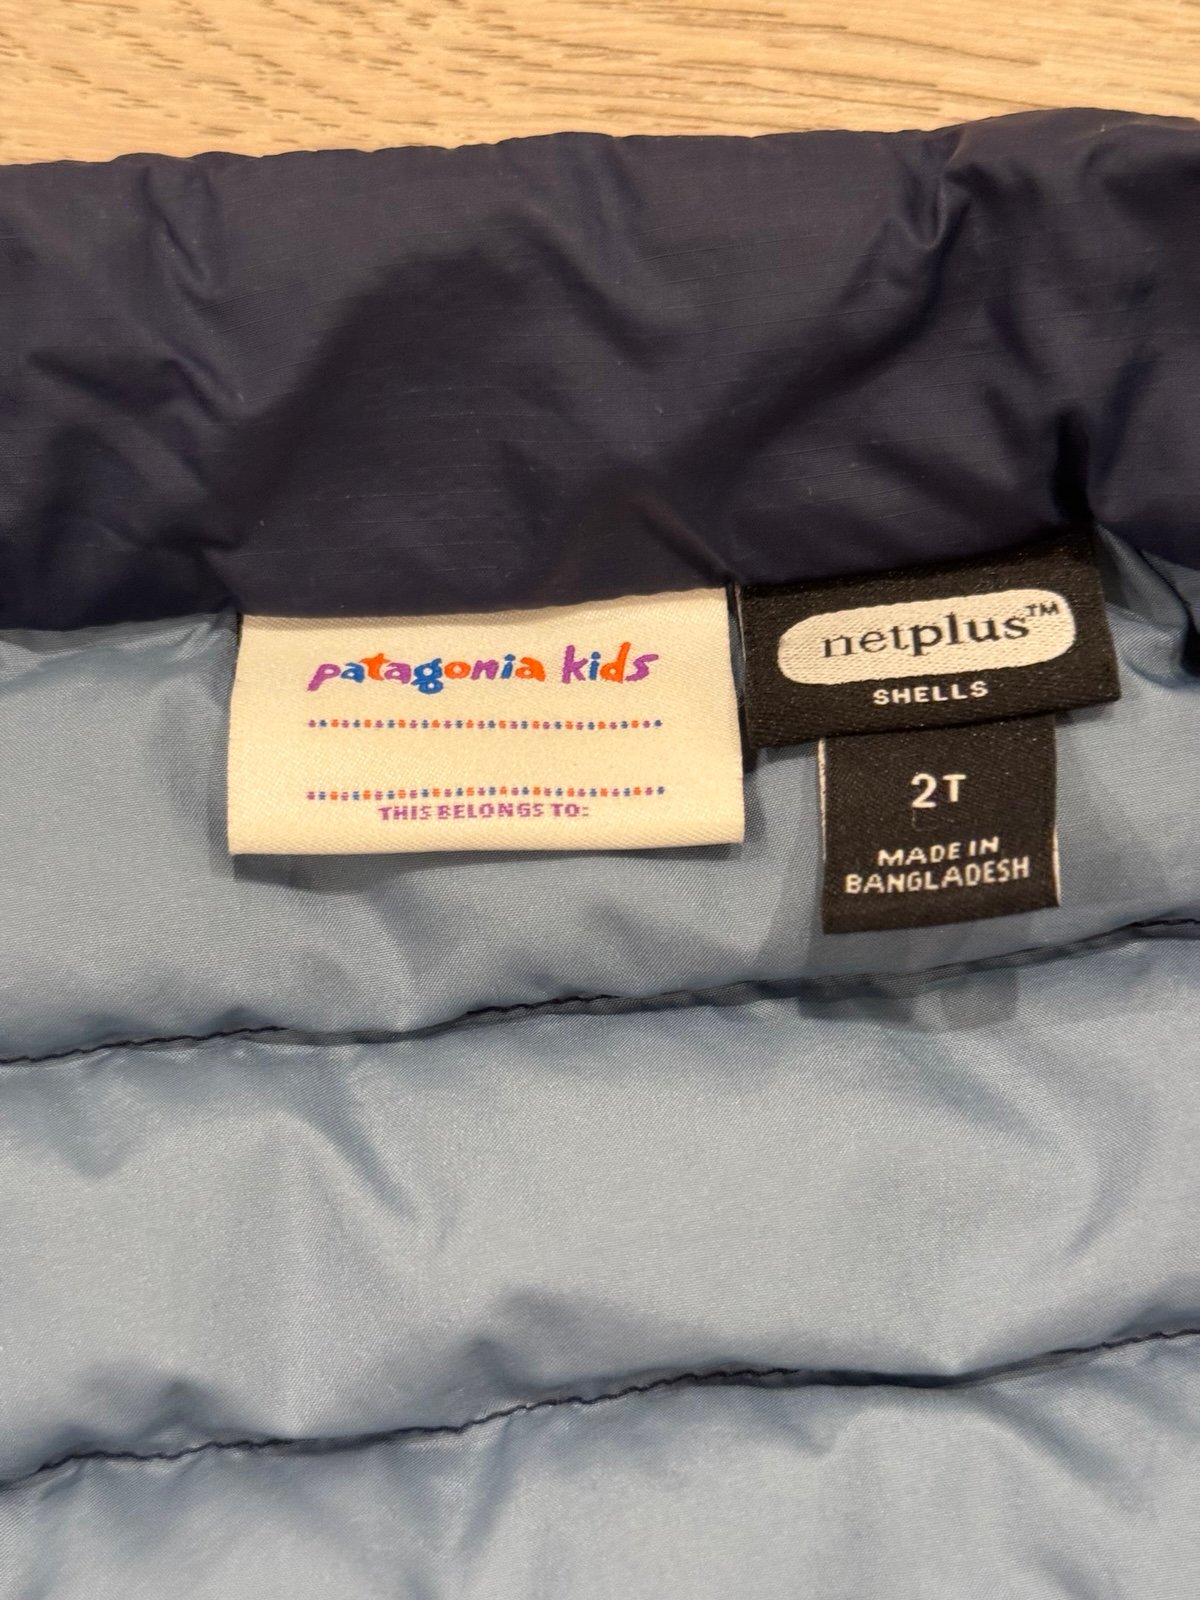 patagonia kids
THIS BELONGS TO:
netplus™
SHELLS
2T
MADE IN
BANGLADESH